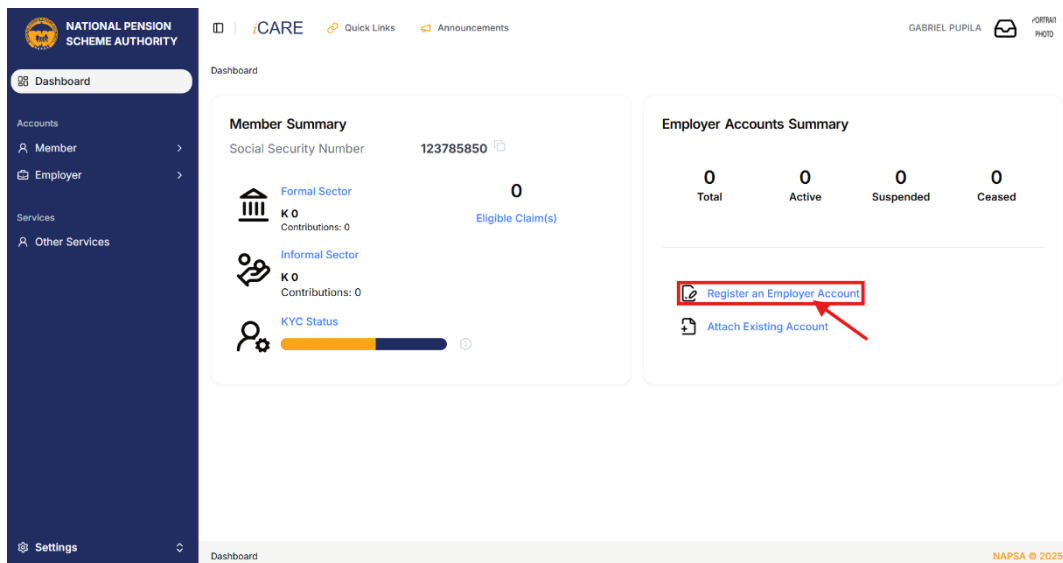 NATIONAL PENSION
SCHEME AUTHORITY
Dashboard
Accounts
Member
Employer
Services
Other Services
Settings
iCARE
Quick Links
Announcements
GABRIEL PUPILA
PORTRAIT
PHOTO
Dashboard
Member Summary
Social Security Number 123785850
Formal Sector
K 0
Contributions: 0
0
Eligible Claim(s)
Informal Sector
K 0
Contributions: 0
KYC Status
Employer Accounts Summary
0 0 0 0
Total Active Suspended Ceased
Register an Employer Account
Attach Existing Account
Dashboard
NAPSA © 2025